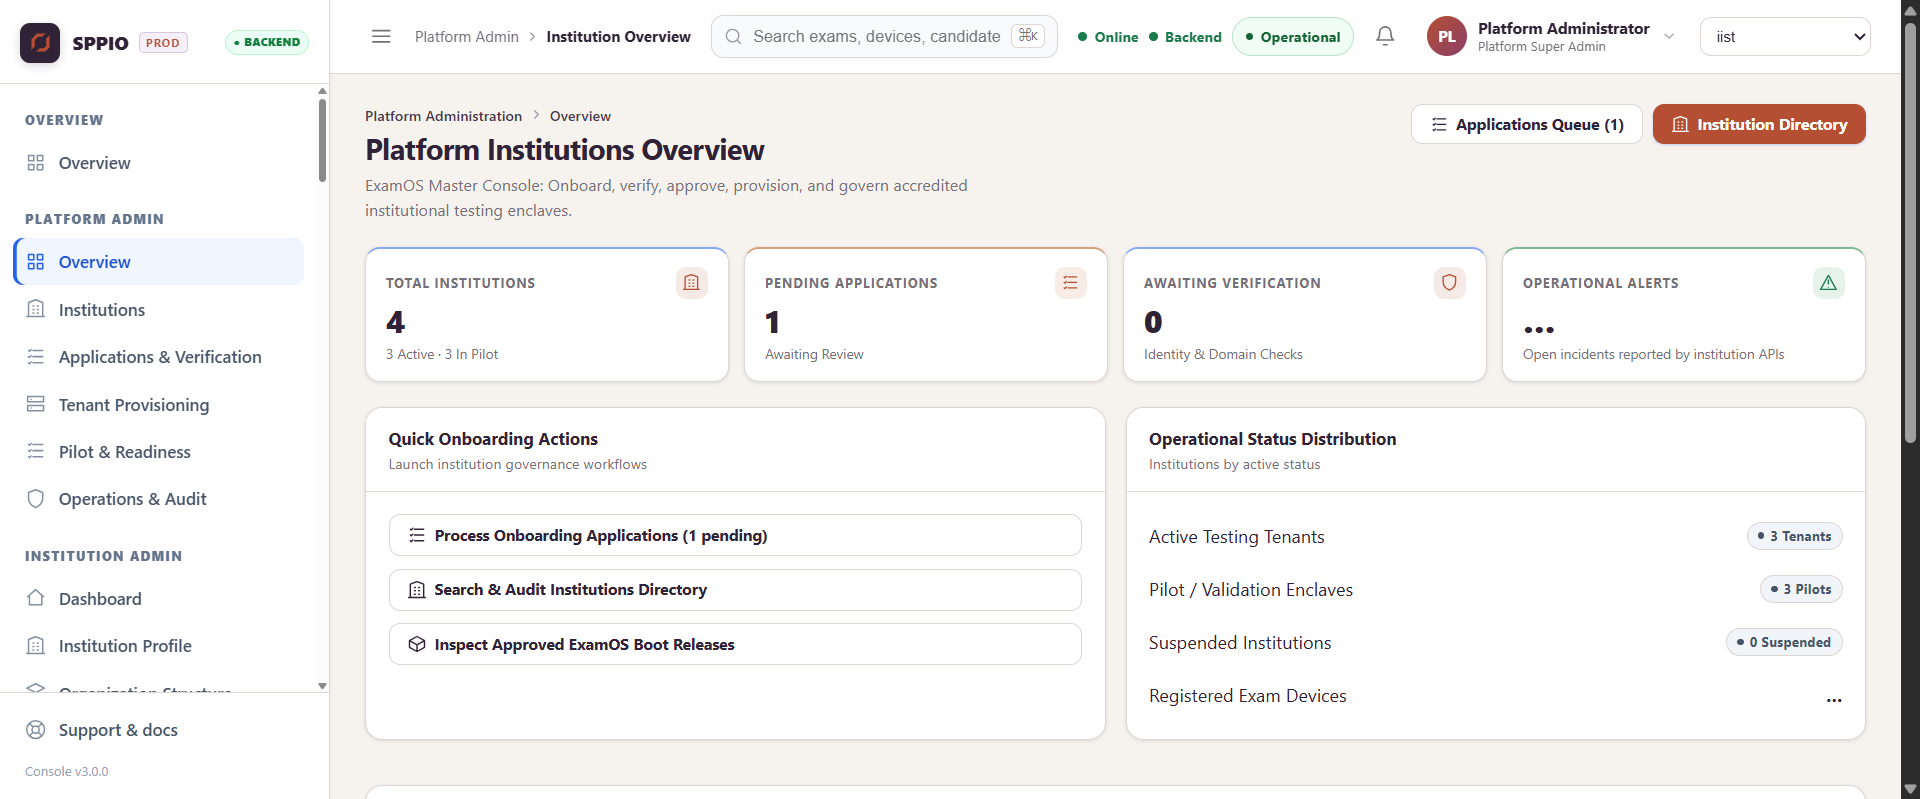 SPPIO PROD BACKEND
Platform Admin > Institution Overview
Search exams, devices, candidate ⌘K
Online Backend Operational
PL Platform Administrator
Platform Super Admin
iist
OVERVIEW
Overview
PLATFORM ADMIN
Overview
Institutions
Applications & Verification
Tenant Provisioning
Pilot & Readiness
Operations & Audit
INSTITUTION ADMIN
Dashboard
Institution Profile
Organization Structure
Support & docs
Console v3.0.0
Platform Administration > Overview
Platform Institutions Overview
ExamOS Master Console: Onboard, verify, approve, provision, and govern accredited
institutional testing enclaves.
Applications Queue (1)
Institution Directory
TOTAL INSTITUTIONS
4
3 Active · 3 In Pilot
PENDING APPLICATIONS
1
Awaiting Review
AWAITING VERIFICATION
0
Identity & Domain Checks
OPERATIONAL ALERTS
...
Open incidents reported by institution APIs
Quick Onboarding Actions
Launch institution governance workflows
Process Onboarding Applications (1 pending)
Search & Audit Institutions Directory
Inspect Approved ExamOS Boot Releases
Operational Status Distribution
Institutions by active status
Active Testing Tenants 3 Tenants
Pilot / Validation Enclaves 3 Pilots
Suspended Institutions 0 Suspended
Registered Exam Devices ...